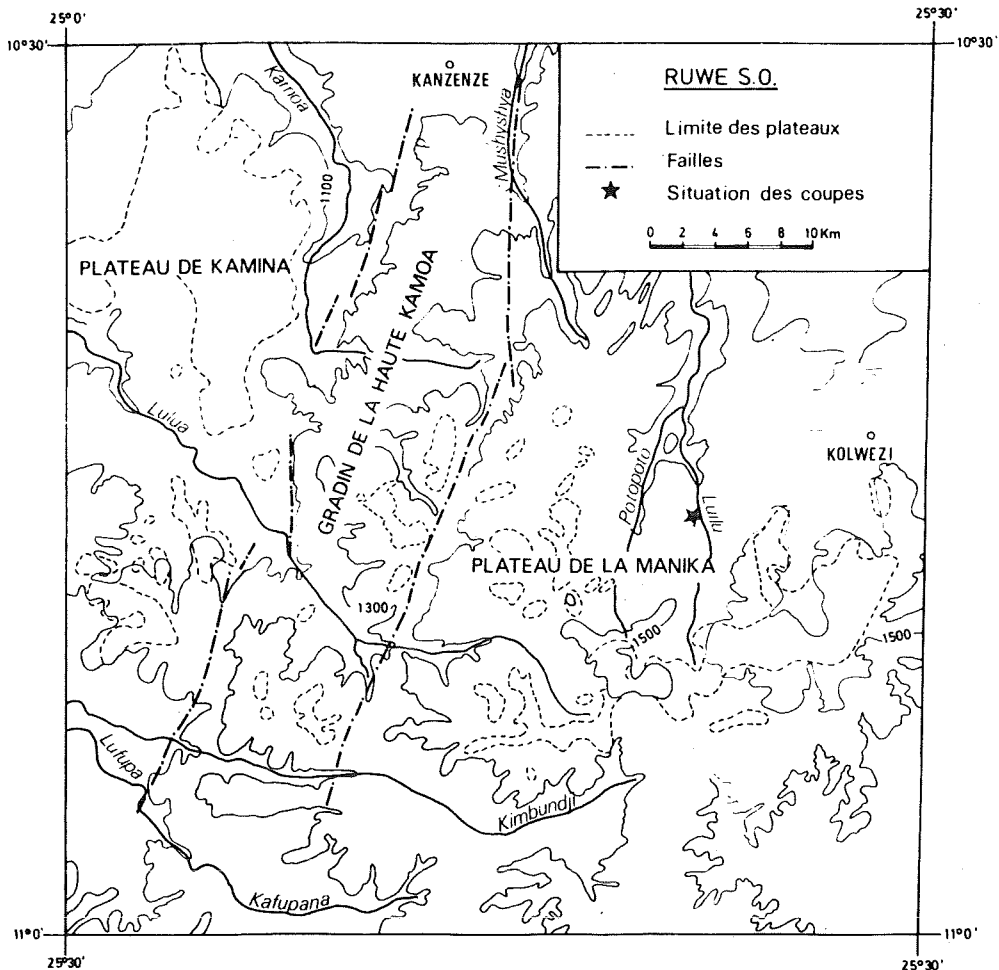 25°0'
25°30'
10°30'
10°30'
Kamoa
KANZENZE
Mushyshya
RUWE S.O.
Limite des plateaux
Failles
Situation des coupes
0 2 4 6 8 10 Km
1100
PLATEAU DE KAMINA
GRADIN DE LA HAUTE KAMOA
Lulua
Potopoto
Luilu
KOLWEZI
PLATEAU DE LA MANIKA
1300
1500
1500
Lufupa
Kimbundji
Kafupana
11°0'
11°0'
25°30'
25°30'